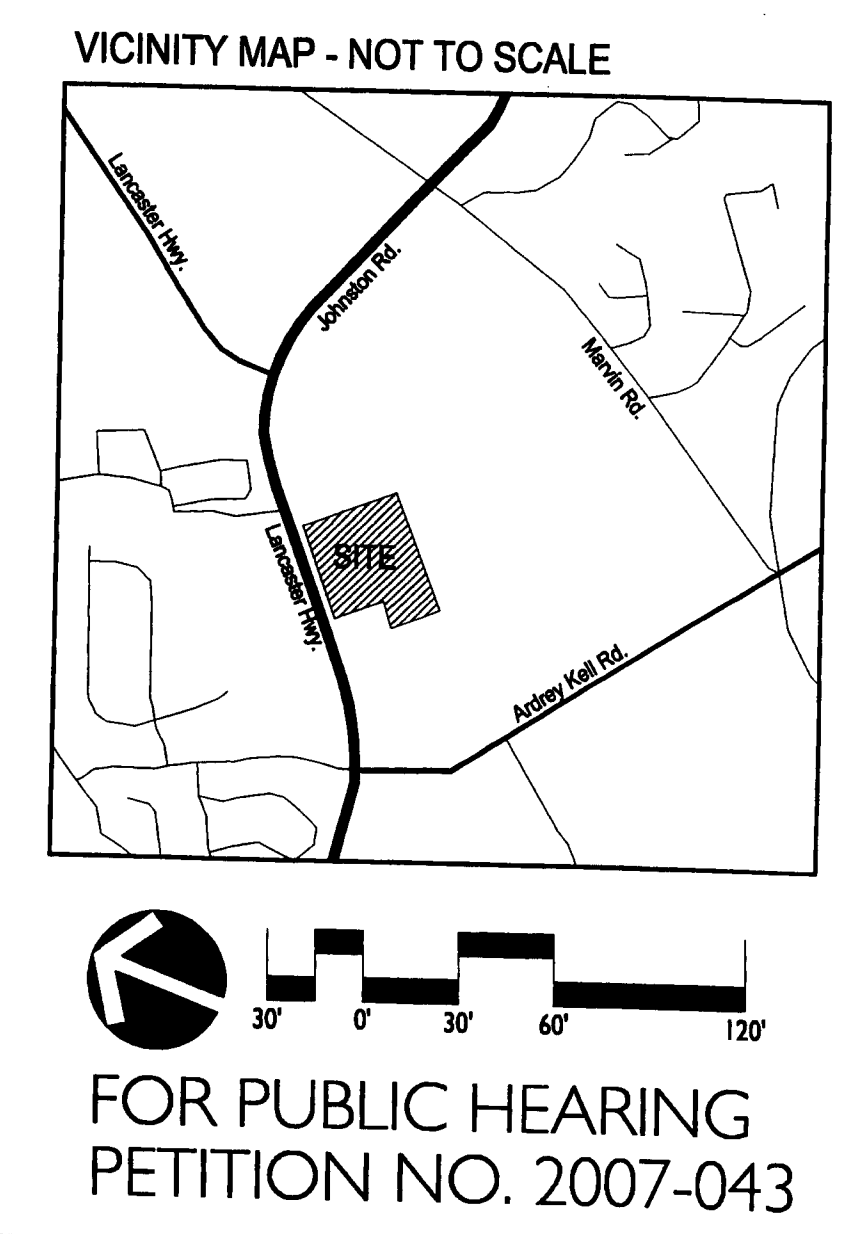 VICINITY MAP - NOT TO SCALE
Lancaster Hwy.
Johnston Rd.
Marvin Rd.
Lancaster Hwy.
SITE
Ardrey Kell Rd.
30' 0' 30' 60' 120'
FOR PUBLIC HEARING
PETITION NO. 2007-043